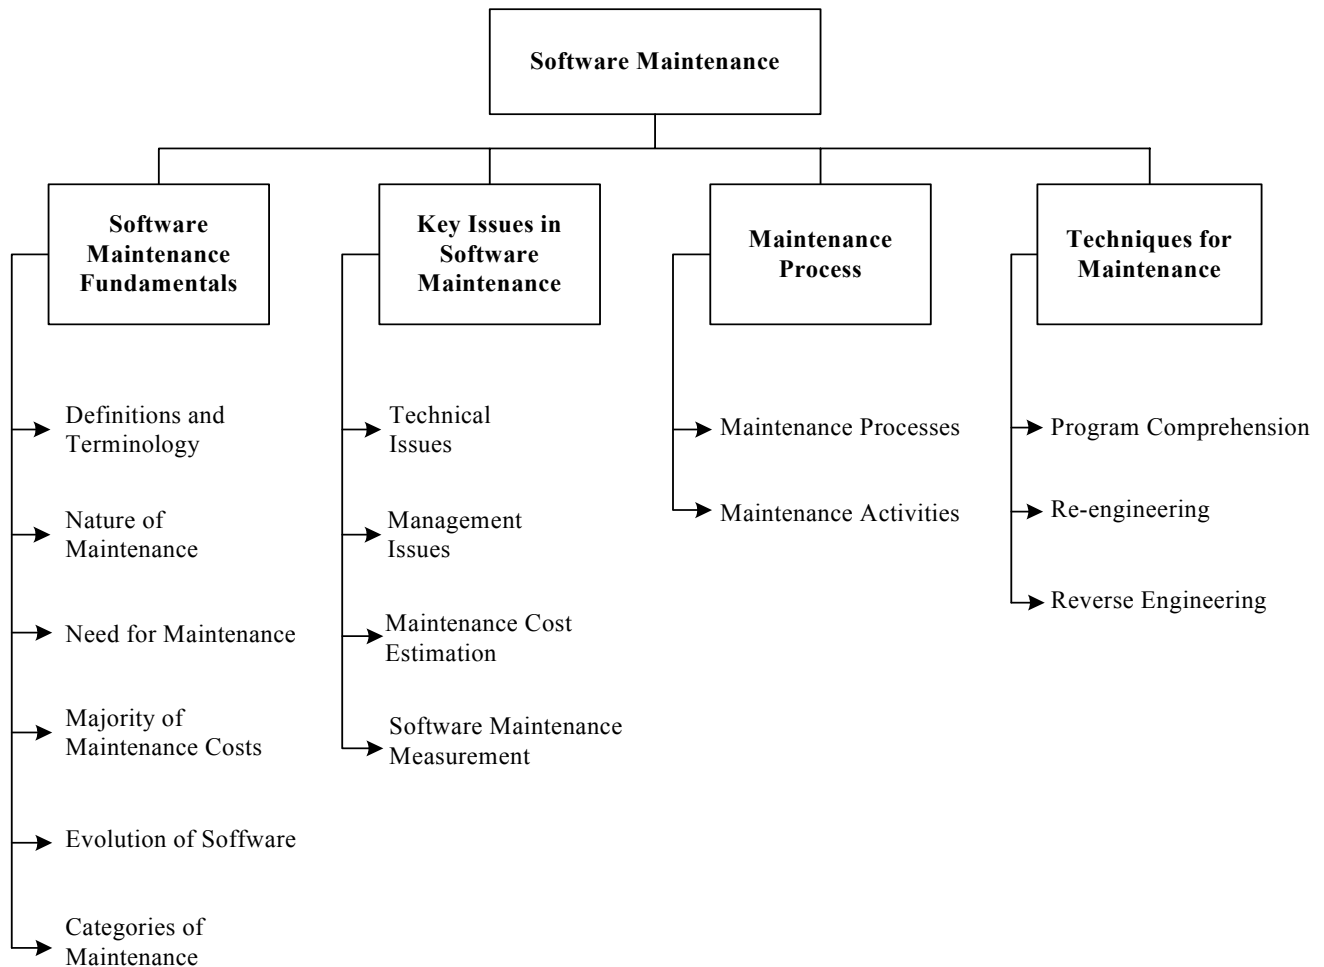 Software Maintenance
Software
Maintenance
Fundamentals
Definitions and
Terminology
Nature of
Maintenance
Need for Maintenance
Majority of
Maintenance Costs
Evolution of Soffware
Categories of
Maintenance
Key Issues in
Software
Maintenance
Technical
Issues
Management
Issues
Maintenance Cost
Estimation
Software Maintenance
Measurement
Maintenance
Process
Maintenance Processes
Maintenance Activities
Techniques for
Maintenance
Program Comprehension
Re-engineering
Reverse Engineering